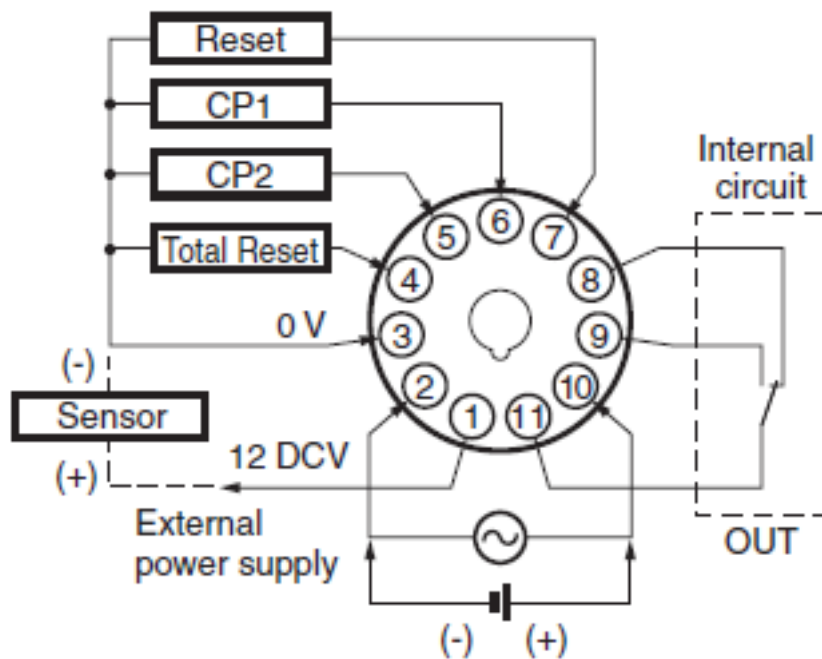 Reset
CP1
CP2
Total Reset
0 V
(-)
Sensor
(+)
12 DCV
External
power supply
6
5
7
4
8
3
9
2
10
1
11
Internal
circuit
OUT
(-)
(+)